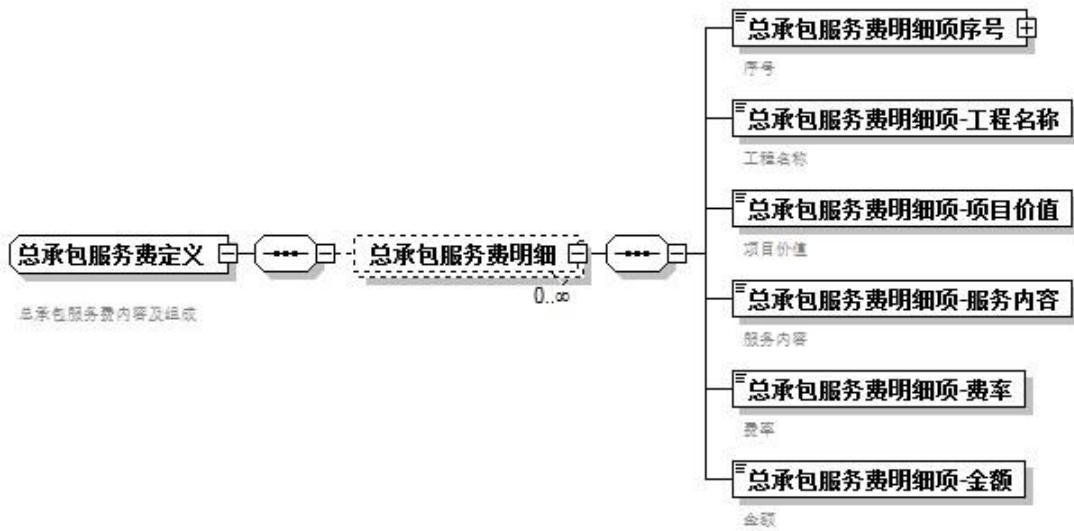 总承包服务费定义
总承包服务费内容及组成
总承包服务费明细
0..∞
总承包服务费明细项序号
序号
总承包服务费明细项-工程名称
工程名称
总承包服务费明细项-项目价值
项目价值
总承包服务费明细项-服务内容
服务内容
总承包服务费明细项-费率
费率
总承包服务费明细项-金额
金额